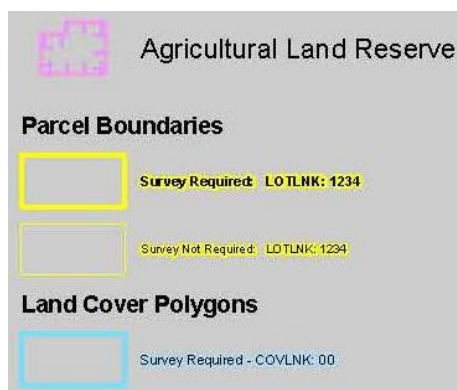 Agricultural Land Reserve
Parcel Boundaries
Survey Required: LOTLNK: 1234
Survey Not Required: LOTLNK: 1234
Land Cover Polygons
Survey Required - COVLNK: 00